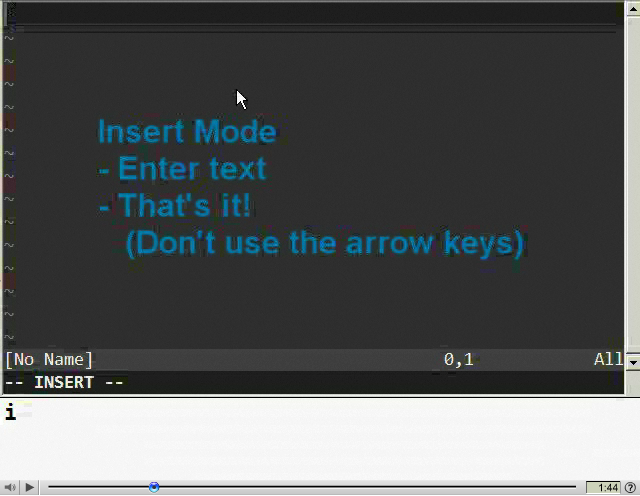 ~
~
~
~
~
Insert Mode
- Enter text
- That's it!
(Don't use the arrow keys)
~
~
~
~
[No Name] 0,1 All
-- INSERT --
i
1:44 ?